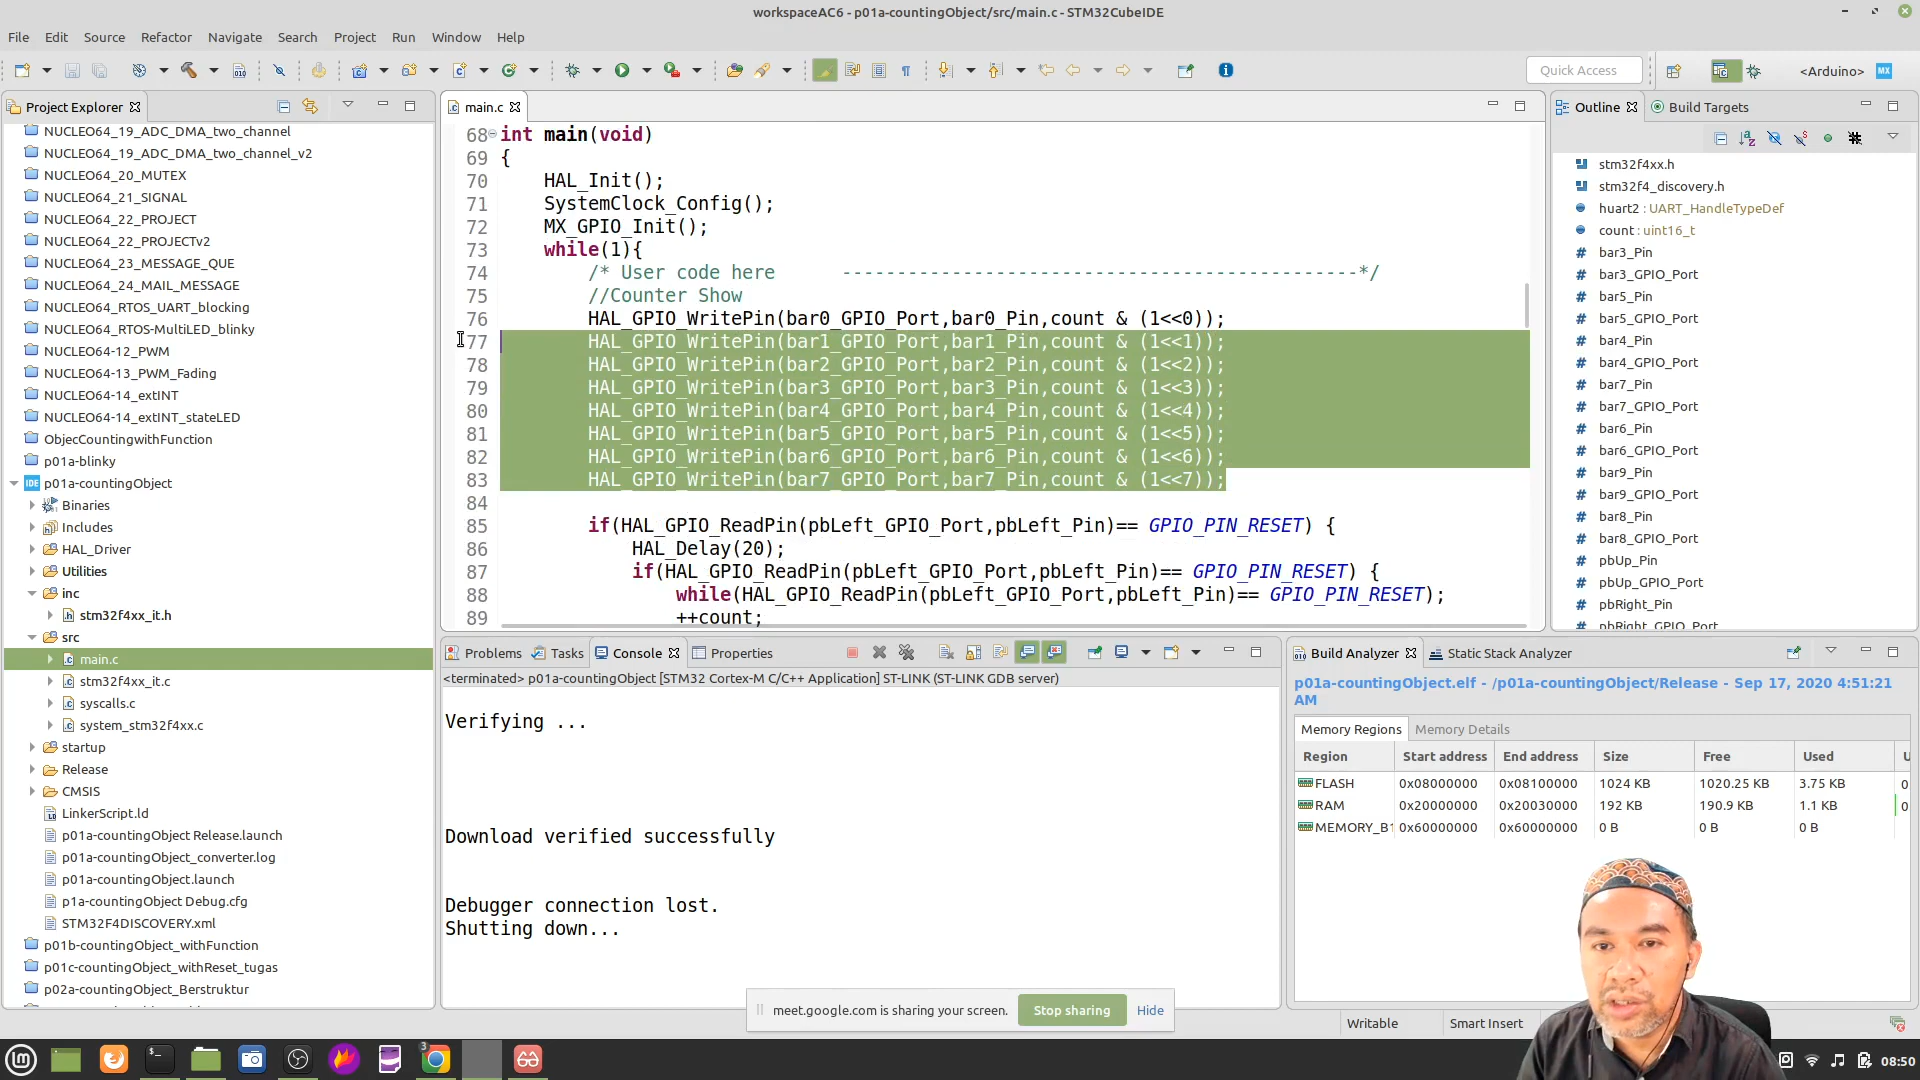 workspaceAC6 - p01a-countingObject/src/main.c - STM32CubeIDE
File Edit Source Refactor Navigate Search Project Run Window Help
Quick Access
<Arduino> MX
Project Explorer
NUCLEO64_19_ADC_DMA_two_channel
NUCLEO64_19_ADC_DMA_two_channel_v2
NUCLEO64_20_MUTEX
NUCLEO64_21_SIGNAL
NUCLEO64_22_PROJECT
NUCLEO64_22_PROJECTv2
NUCLEO64_23_MESSAGE_QUE
NUCLEO64_24_MAIL_MESSAGE
NUCLEO64_RTOS_UART_blocking
NUCLEO64_RTOS-MultiLED_blinky
NUCLEO64-12_PWM
NUCLEO64-13_PWM_Fading
NUCLEO64-14_extINT
NUCLEO64-14_extINT_stateLED
ObjecCountingwithFunction
p01a-blinky
IDE p01a-countingObject
Binaries
Includes
HAL_Driver
Utilities
inc
stm32f4xx_it.h
src
main.c
stm32f4xx_it.c
syscalls.c
system_stm32f4xx.c
startup
Release
CMSIS
LinkerScript.ld
p01a-countingObject Release.launch
p01a-countingObject_converter.log
p01a-countingObject.launch
p1a-countingObject Debug.cfg
STM32F4DISCOVERY.xml
p01b-countingObject_withFunction
p01c-countingObject_withReset_tugas
p02a-countingObject_Berstruktur
main.c
68 int main(void)
69 {
70 HAL_Init();
71 SystemClock_Config();
72 MX_GPIO_Init();
73 while(1){
74 /* User code here -----------------------------------------------*/
75 //Counter Show
76 HAL_GPIO_WritePin(bar0_GPIO_Port,bar0_Pin,count & (1<<0));
77 HAL_GPIO_WritePin(bar1_GPIO_Port,bar1_Pin,count & (1<<1));
78 HAL_GPIO_WritePin(bar2_GPIO_Port,bar2_Pin,count & (1<<2));
79 HAL_GPIO_WritePin(bar3_GPIO_Port,bar3_Pin,count & (1<<3));
80 HAL_GPIO_WritePin(bar4_GPIO_Port,bar4_Pin,count & (1<<4));
81 HAL_GPIO_WritePin(bar5_GPIO_Port,bar5_Pin,count & (1<<5));
82 HAL_GPIO_WritePin(bar6_GPIO_Port,bar6_Pin,count & (1<<6));
83 HAL_GPIO_WritePin(bar7_GPIO_Port,bar7_Pin,count & (1<<7));
84
85 if(HAL_GPIO_ReadPin(pbLeft_GPIO_Port,pbLeft_Pin)== GPIO_PIN_RESET) {
86 HAL_Delay(20);
87 if(HAL_GPIO_ReadPin(pbLeft_GPIO_Port,pbLeft_Pin)== GPIO_PIN_RESET) {
88 while(HAL_GPIO_ReadPin(pbLeft_GPIO_Port,pbLeft_Pin)== GPIO_PIN_RESET);
89 ++count;
Outline Build Targets
stm32f4xx.h
stm32f4_discovery.h
huart2 : UART_HandleTypeDef
count : uint16_t
bar3_Pin
bar3_GPIO_Port
bar5_Pin
bar5_GPIO_Port
bar4_Pin
bar4_GPIO_Port
bar7_Pin
bar7_GPIO_Port
bar6_Pin
bar6_GPIO_Port
bar9_Pin
bar9_GPIO_Port
bar8_Pin
bar8_GPIO_Port
pbUp_Pin
pbUp_GPIO_Port
pbRight_Pin
pbRight_GPIO_Port
Problems Tasks Console Properties
<terminated> p01a-countingObject [STM32 Cortex-M C/C++ Application] ST-LINK (ST-LINK GDB server)
Verifying ...
Download verified successfully
Debugger connection lost.
Shutting down...
Build Analyzer Static Stack Analyzer
p01a-countingObject.elf - /p01a-countingObject/Release - Sep 17, 2020 4:51:21
AM
Memory Regions Memory Details
Region Start address End address Size Free Used U
FLASH 0x08000000 0x08100000 1024 KB 1020.25 KB 3.75 KB 0
RAM 0x20000000 0x20030000 192 KB 190.9 KB 1.1 KB 0
MEMORY_B1 0x60000000 0x60000000 0 B 0 B 0 B
meet.google.com is sharing your screen. Stop sharing Hide
Writable Smart Insert
3
08:50